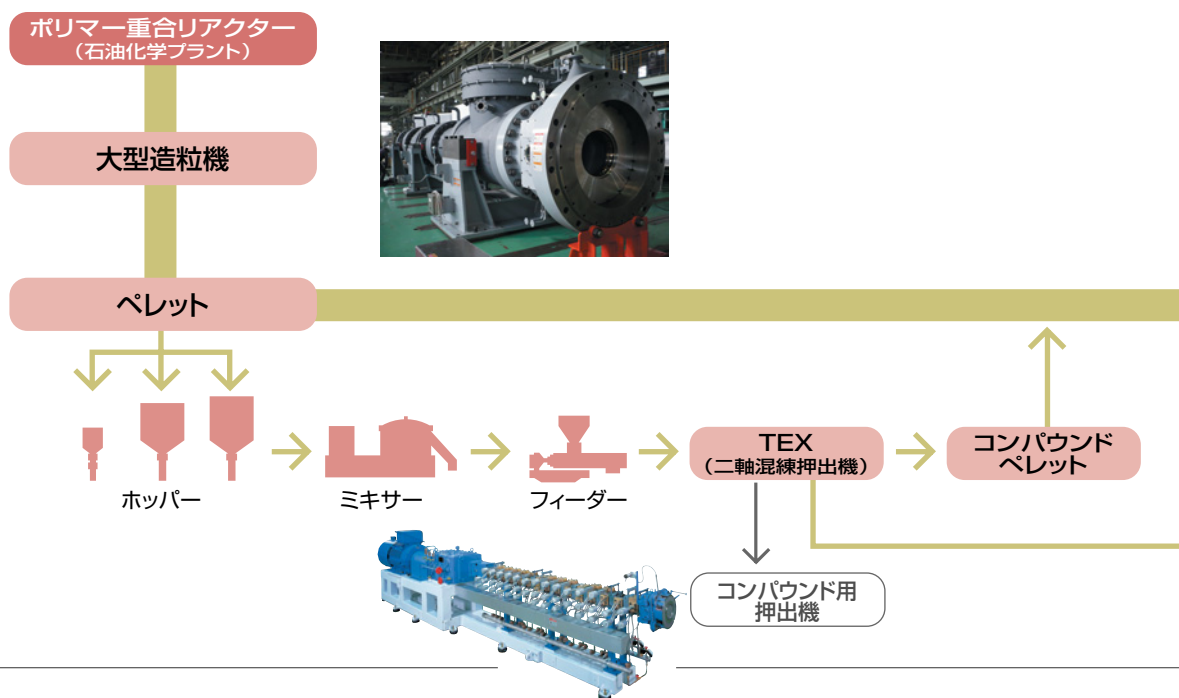 ポリマー重合リアクター
（石油化学プラント）
大型造粒機
ペレット
ホッパー
ミキサー
フィーダー
TEX
（二軸混練押出機）
コンパウンド
ペレット
コンパウンド用
押出機